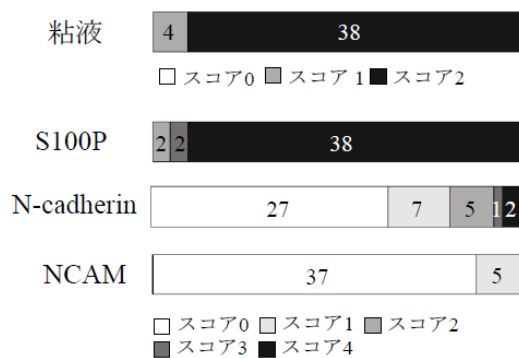 粘液 4 38
スコア0 スコア1 スコア2
S100P 2 2 38
N-cadherin 27 7 5 1 2
NCAM 37 5
スコア0 スコア1 スコア2
スコア3 スコア4